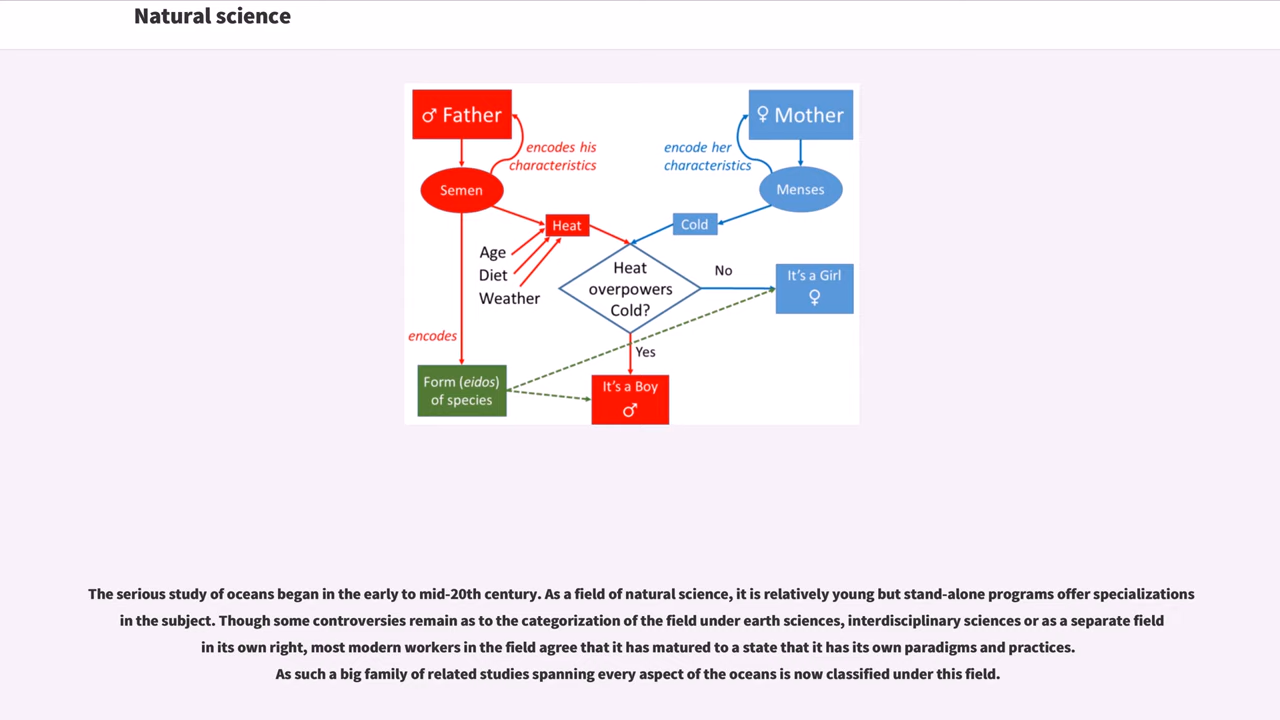 Natural science
♂ Father
♀ Mother
encodes his
characteristics
encode her
characteristics
Semen
Menses
Heat
Cold
Age
Diet
Weather
Heat
overpowers
Cold?
No
It's a Girl
♀
encodes
Yes
Form (eidos)
of species
It's a Boy
♂
The serious study of oceans began in the early to mid-20th century. As a field of natural science, it is relatively young but stand-alone programs offer specializations
in the subject. Though some controversies remain as to the categorization of the field under earth sciences, interdisciplinary sciences or as a separate field
in its own right, most modern workers in the field agree that it has matured to a state that it has its own paradigms and practices.
As such a big family of related studies spanning every aspect of the oceans is now classified under this field.